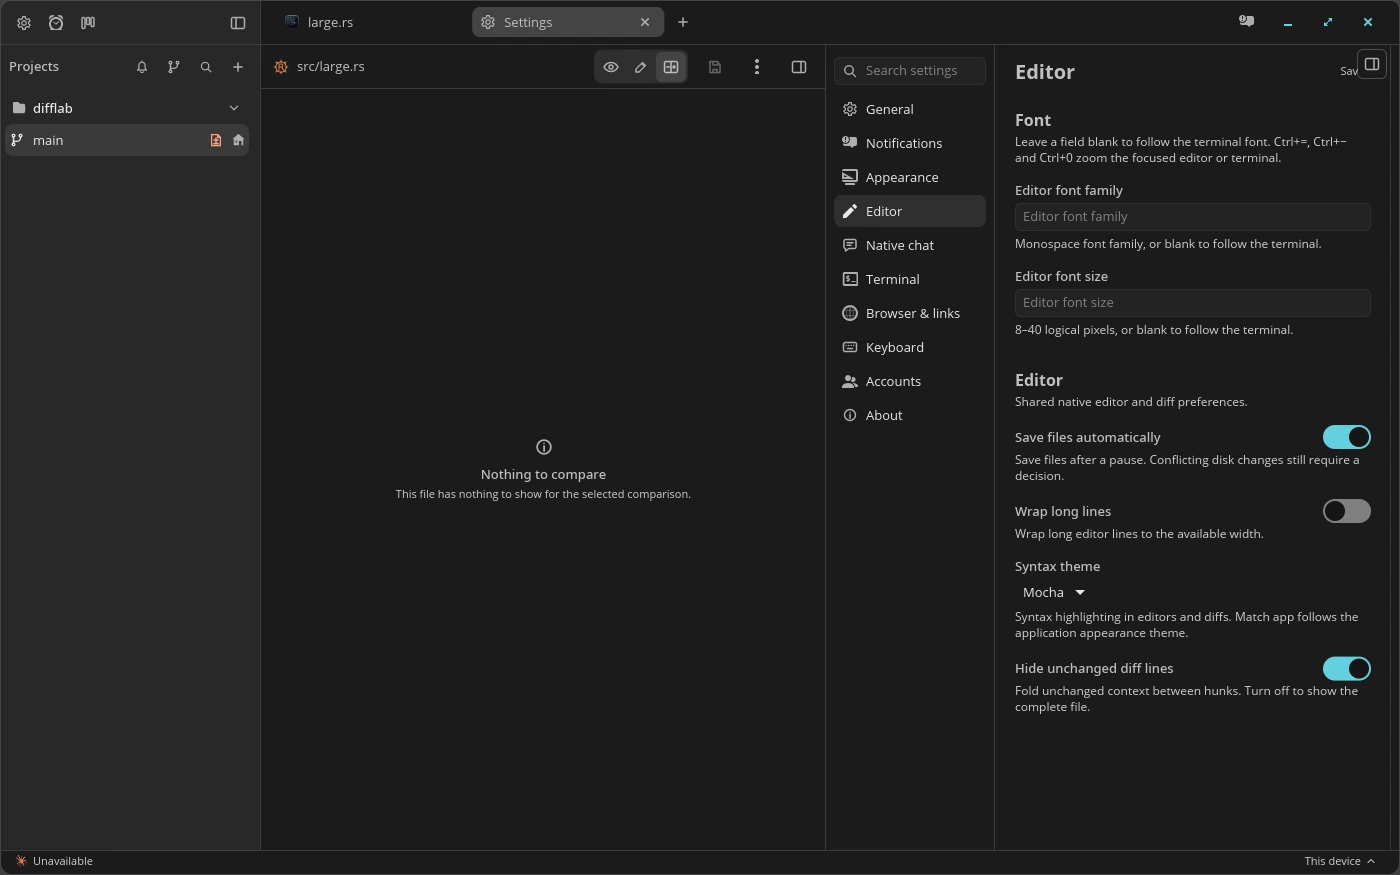 large.rs
Settings
Projects
src/large.rs
difflab
main
Nothing to compare
This file has nothing to show for the selected comparison.
Search settings
General
Notifications
Appearance
Editor
Native chat
Terminal
Browser & links
Keyboard
Accounts
About
Editor
Sav
Font
Leave a field blank to follow the terminal font. Ctrl+=, Ctrl+−
and Ctrl+0 zoom the focused editor or terminal.
Editor font family
Editor font family
Monospace font family, or blank to follow the terminal.
Editor font size
Editor font size
8–40 logical pixels, or blank to follow the terminal.
Editor
Shared native editor and diff preferences.
Save files automatically
Save files after a pause. Conflicting disk changes still require a
decision.
Wrap long lines
Wrap long editor lines to the available width.
Syntax theme
Mocha
Syntax highlighting in editors and diffs. Match app follows the
application appearance theme.
Hide unchanged diff lines
Fold unchanged context between hunks. Turn off to show the
complete file.
Unavailable
This device